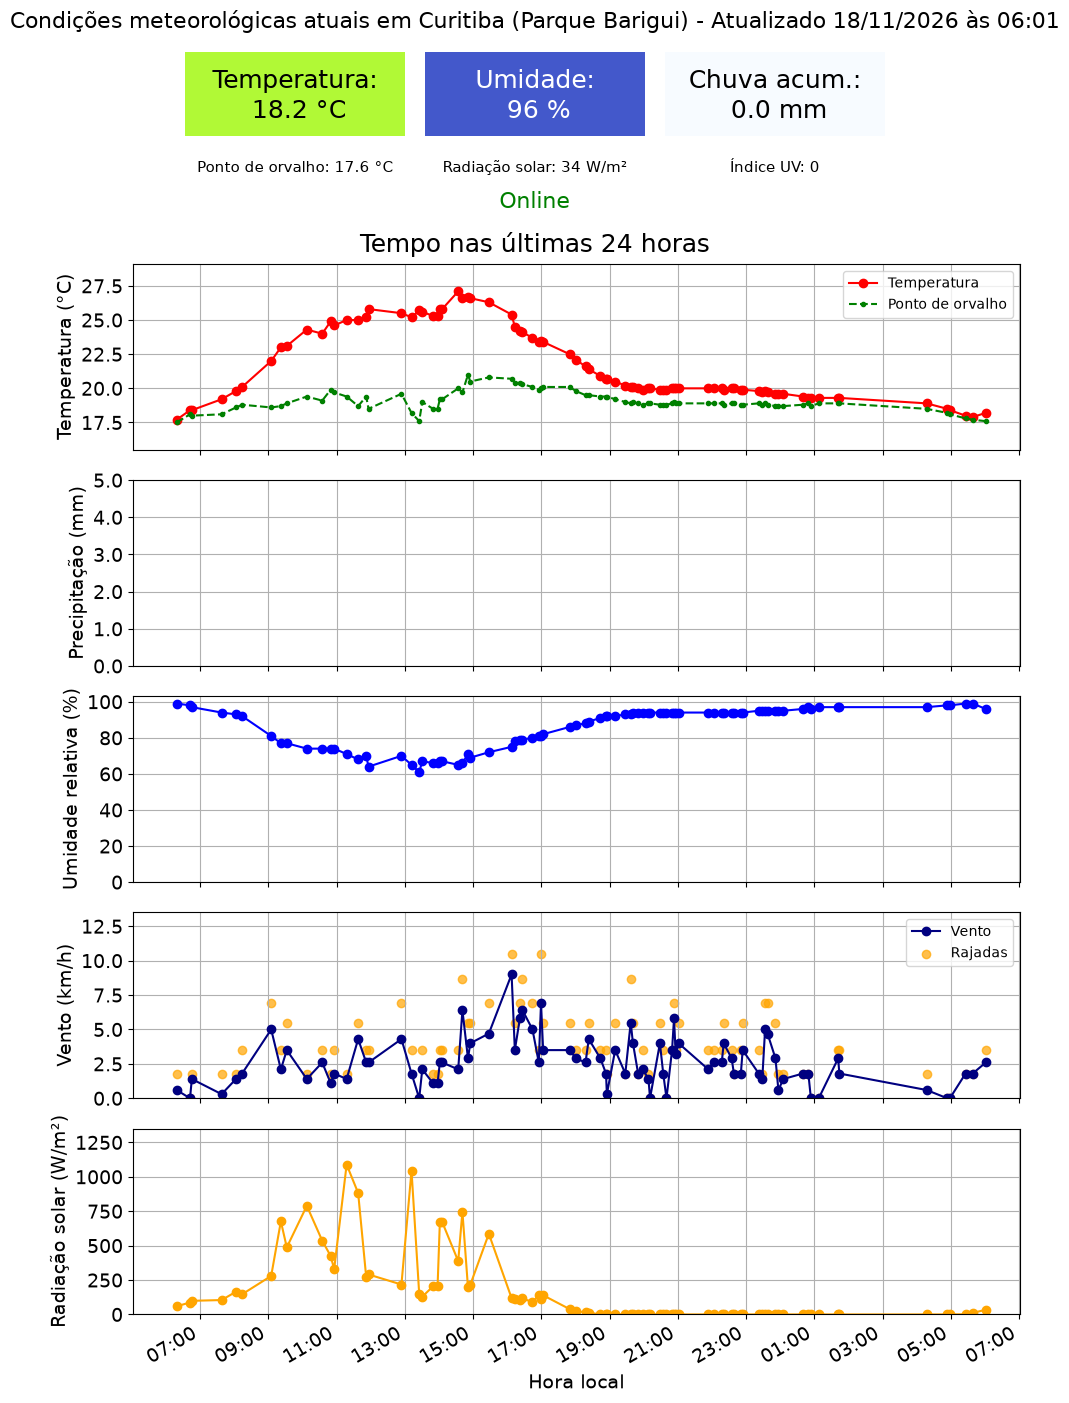 Condições meteorológicas atuais em Curitiba (Parque Barigui) - Atualizado 18/11/2026 às 06:01
Temperatura:
18.2 °C
Umidade:
96 %
Chuva acum.:
0.0 mm
Ponto de orvalho: 17.6 °C
Radiação solar: 34 W/m²
Índice UV: 0
Online
Tempo nas últimas 24 horas
Temperatura (°C)
27.5
25.0
22.5
20.0
17.5
Temperatura
Ponto de orvalho
Precipitação (mm)
5.0
4.0
3.0
2.0
1.0
0.0
Umidade relativa (%)
100
80
60
40
20
0
Vento (km/h)
12.5
10.0
7.5
5.0
2.5
0.0
Vento
Rajadas
Radiação solar (W/m²)
1250
1000
750
500
250
0
07:00
09:00
11:00
13:00
15:00
17:00
19:00
21:00
23:00
01:00
03:00
05:00
07:00
Hora local